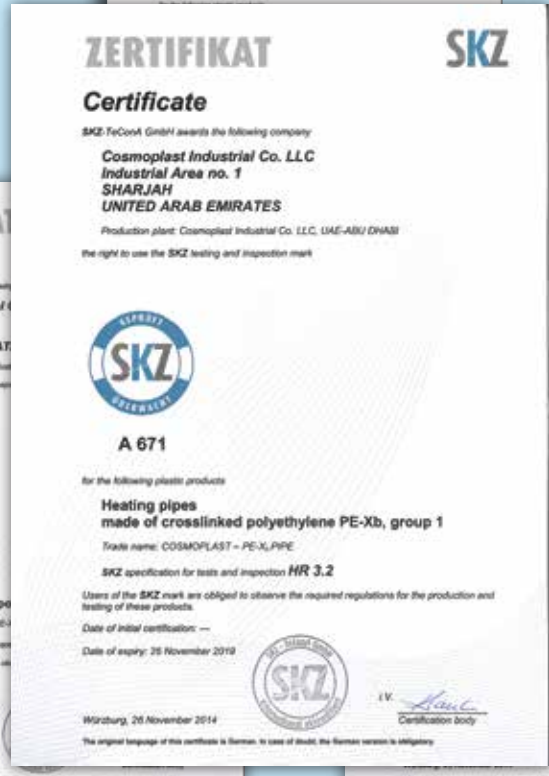 ZERTIFIKAT
SKZ
Certificate
SKZ-TeConA GmbH awards the following company
Cosmoplast Industrial Co. LLC
Industrial Area no. 1
SHARJAH
UNITED ARAB EMIRATES
Production plant: Cosmoplast Industrial Co. LLC, UAE-ABU DHABI
the right to use the SKZ testing and inspection mark
GEPRÜFT
SKZ
ÜBERWACHT
A 671
for the following plastic products
Heating pipes
made of crosslinked polyethylene PE-Xb, group 1
Trade name: COSMOPLAST – PE-Xb PIPE
SKZ specification for tests and inspection HR 3.2
Users of the SKZ mark are obliged to observe the required regulations for the production and
testing of these products.
Date of initial certification: ---
Date of expiry: 26 November 2019
SKZ - TeConA GmbH
SKZ
i.V.
Würzburg, 26 November 2014
Certification body
The original language of this certificate is German. In case of doubt, the German version is obligatory.